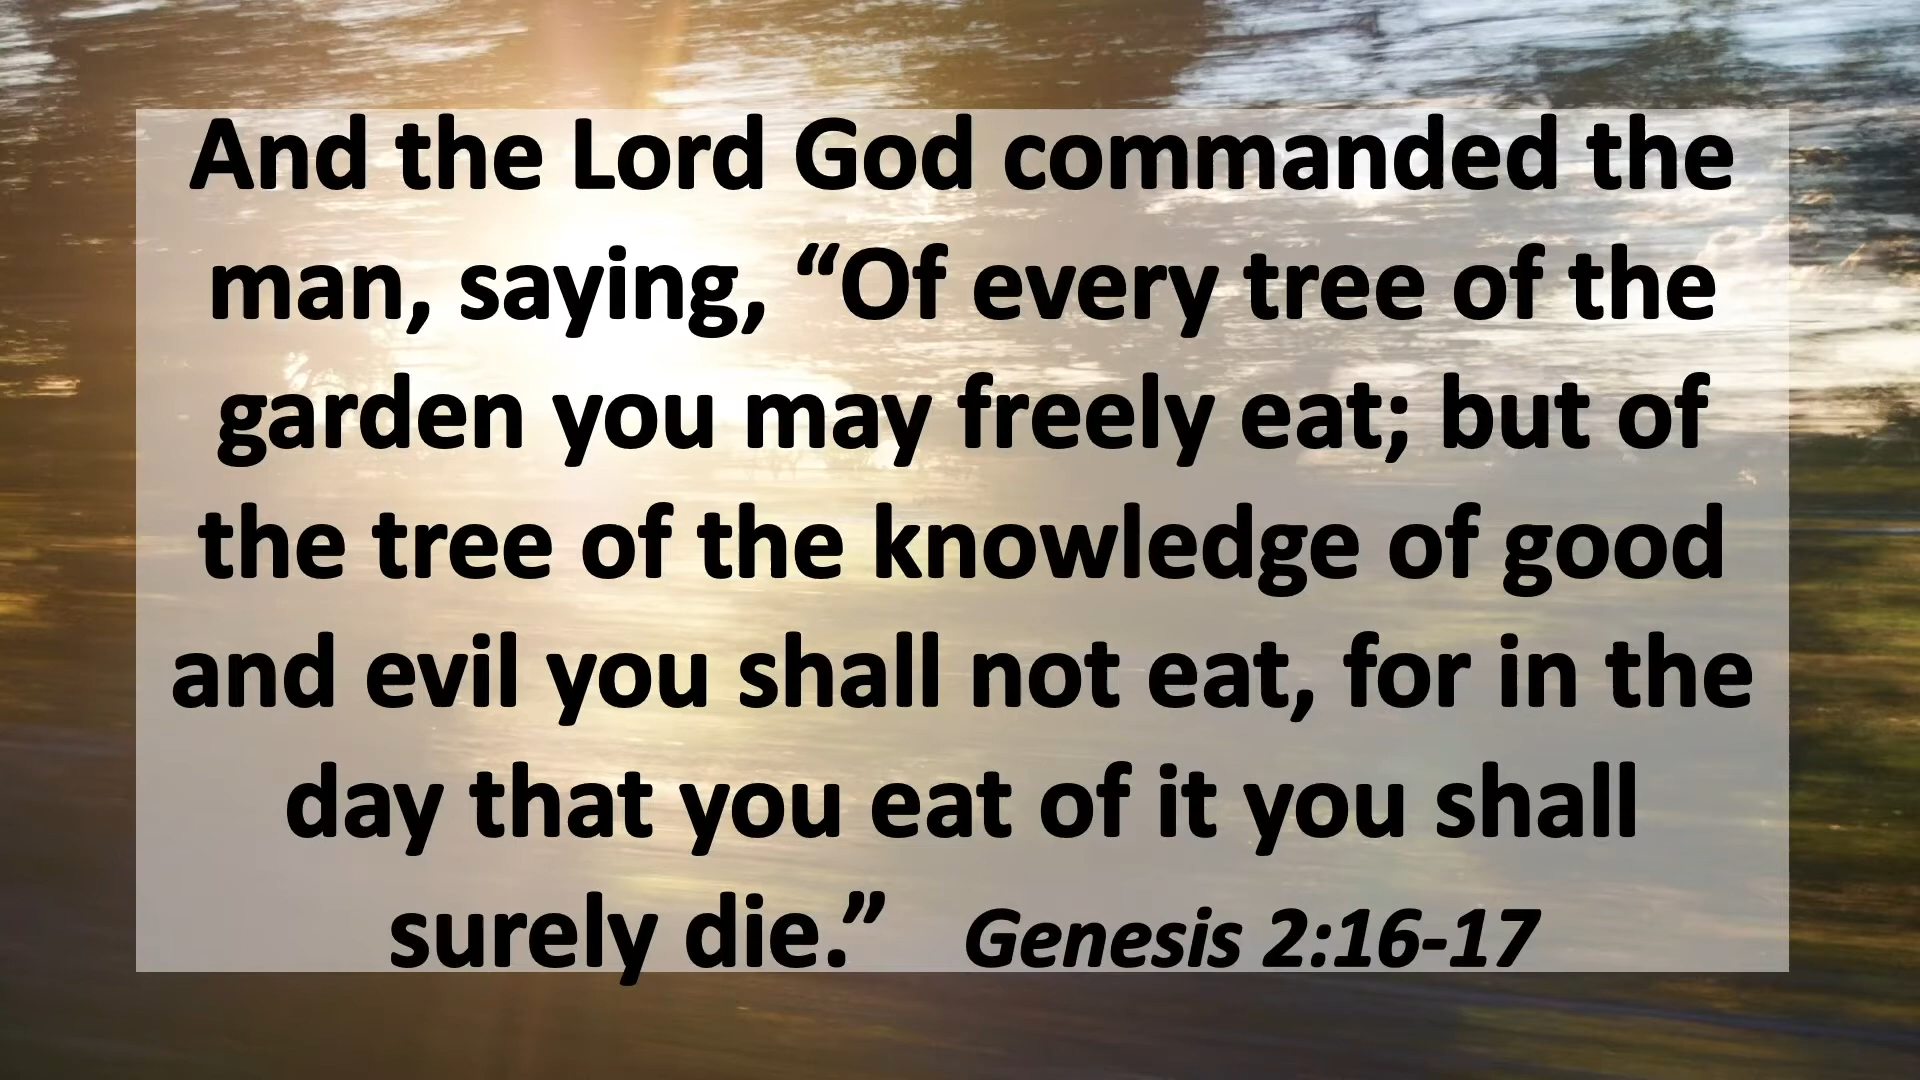 And the Lord God commanded the
man, saying, “Of every tree of the
garden you may freely eat; but of
the tree of the knowledge of good
and evil you shall not eat, for in the
day that you eat of it you shall
surely die.” Genesis 2:16-17